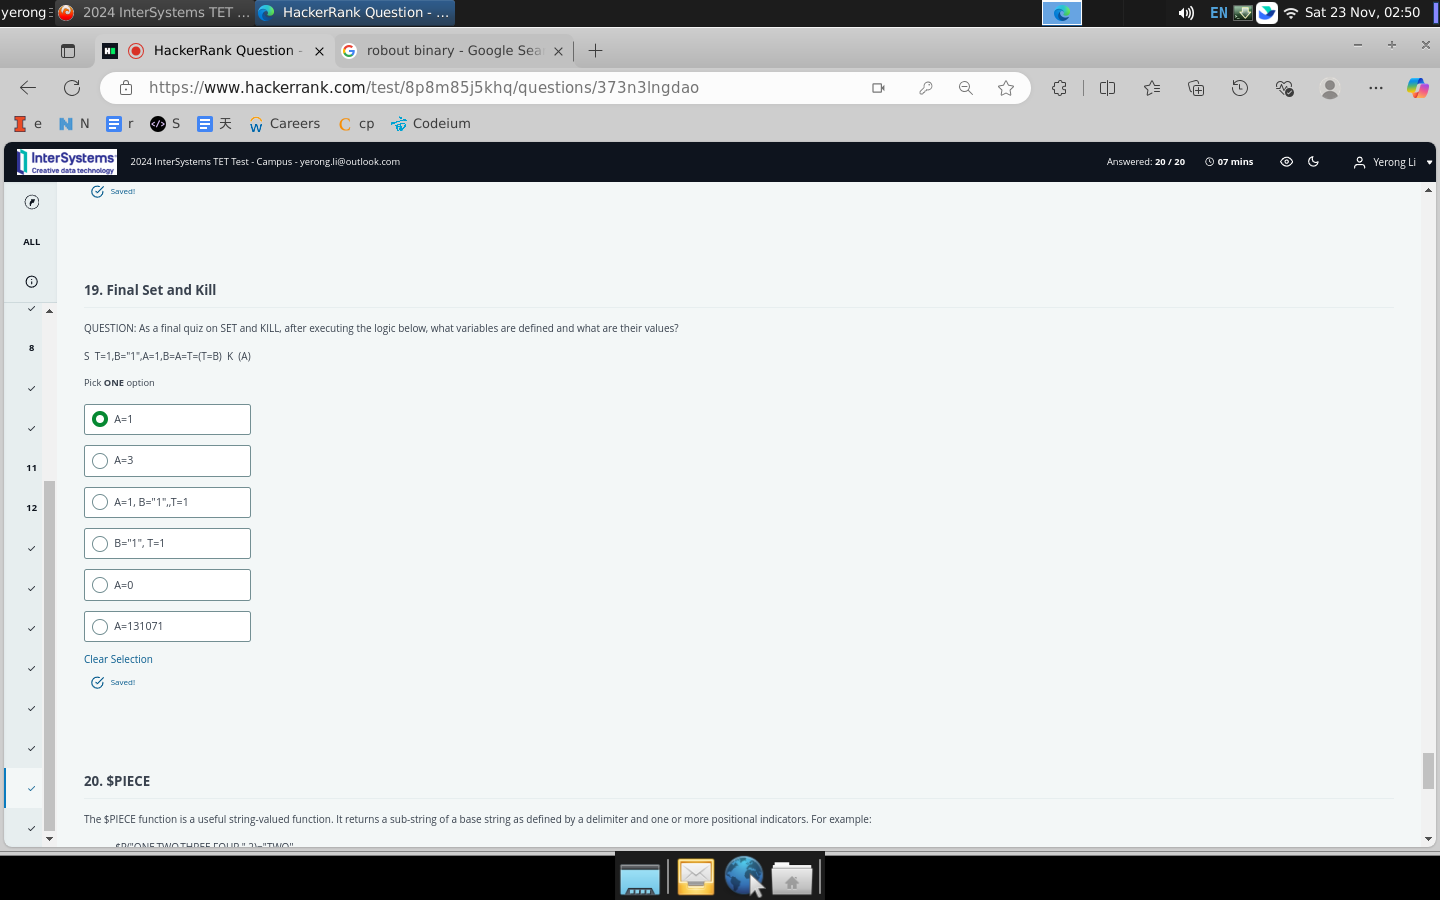 yerong
2024 InterSystems TET ...
HackerRank Question - ...
EN
Sat 23 Nov, 02:50
HackerRank Question -
robout binary - Google Sea
https://www.hackerrank.com/test/8p8m85j5khq/questions/373n3lngdao
e
N
r
S
天
Careers
cp
Codeium
InterSystems
Creative data technology
2024 InterSystems TET Test - Campus - yerong.li@outlook.com
Answered: 20 / 20
07 mins
Yerong Li
Saved!
ALL
8
11
12
19. Final Set and Kill
QUESTION: As a final quiz on SET and KILL, after executing the logic below, what variables are defined and what are their values?
S T=1,B="1",A=1,B=A=T=(T=B) K (A)
Pick ONE option
A=1
A=3
A=1, B="1",,T=1
B="1", T=1
A=0
A=131071
Clear Selection
Saved!
20. $PIECE
The $PIECE function is a useful string-valued function. It returns a sub-string of a base string as defined by a delimiter and one or more positional indicators. For example:
$P("ONE,TWO,THREE,FOUR",",",2)="TWO"